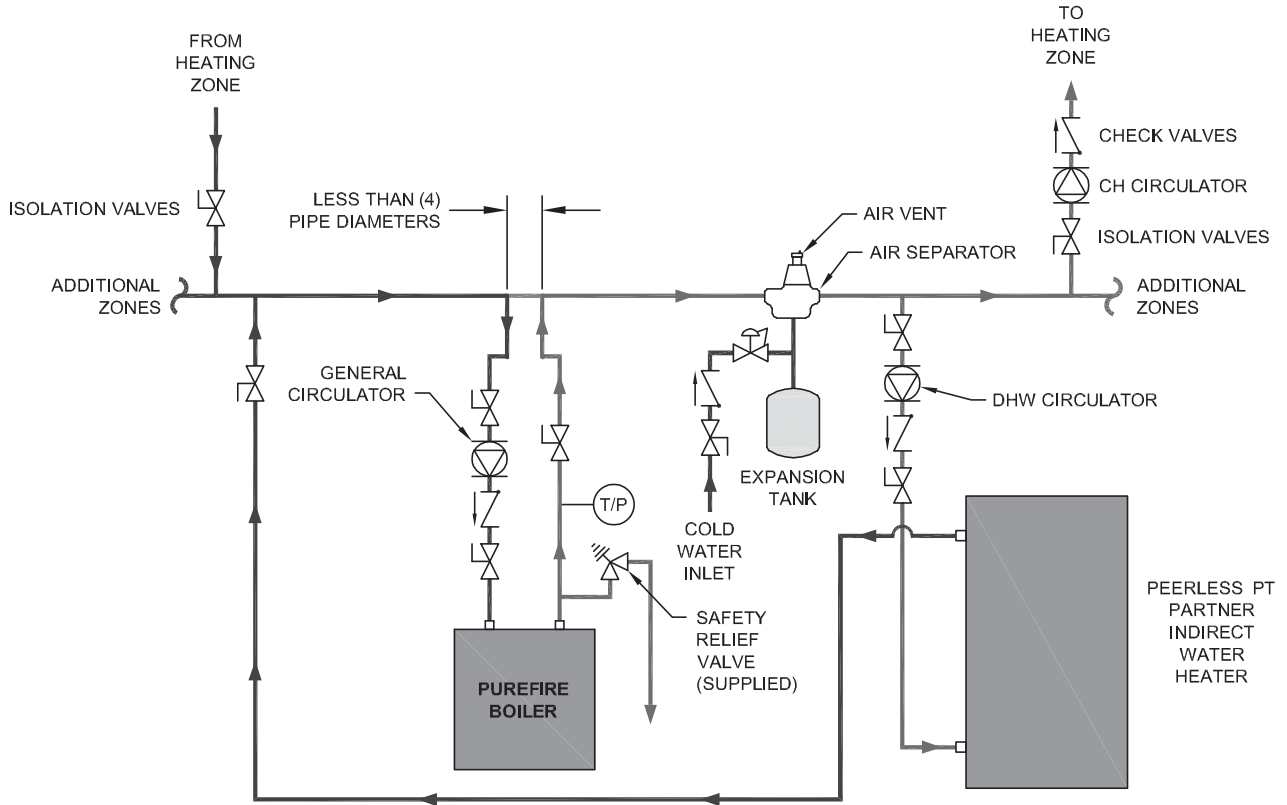 FROM
HEATING
ZONE
TO
HEATING
ZONE
CHECK VALVES
CH CIRCULATOR
ISOLATION VALVES
ISOLATION VALVES
LESS THAN (4)
PIPE DIAMETERS
AIR VENT
AIR SEPARATOR
ADDITIONAL
ZONES
ADDITIONAL
ZONES
GENERAL
CIRCULATOR
DHW CIRCULATOR
EXPANSION
TANK
T/P
COLD
WATER
INLET
SAFETY
RELIEF
VALVE
(SUPPLIED)
PUREFIRE
BOILER
PEERLESS PT
PARTNER
INDIRECT
WATER
HEATER